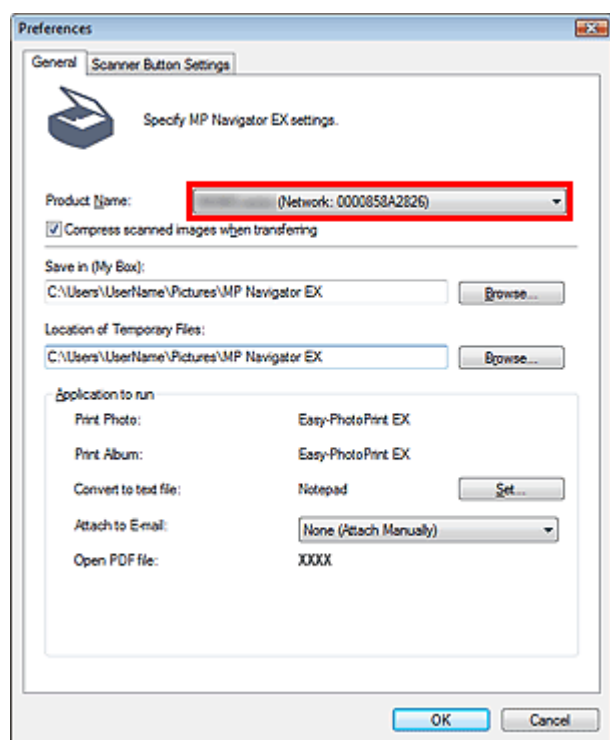 Preferences
General Scanner Button Settings
Specify MP Navigator EX settings.
Product Name: (Network: 0000858A2826)
Compress scanned images when transferring
Save in (My Box):
C:\Users\UserName\Pictures\MP Navigator EX Browse...
Location of Temporary Files:
C:\Users\UserName\Pictures\MP Navigator EX Browse...
Application to run
Print Photo: Easy-PhotoPrint EX
Print Album: Easy-PhotoPrint EX
Convert to text file: Notepad Set...
Attach to E-mail: None (Attach Manually)
Open PDF file: XXXX
OK Cancel